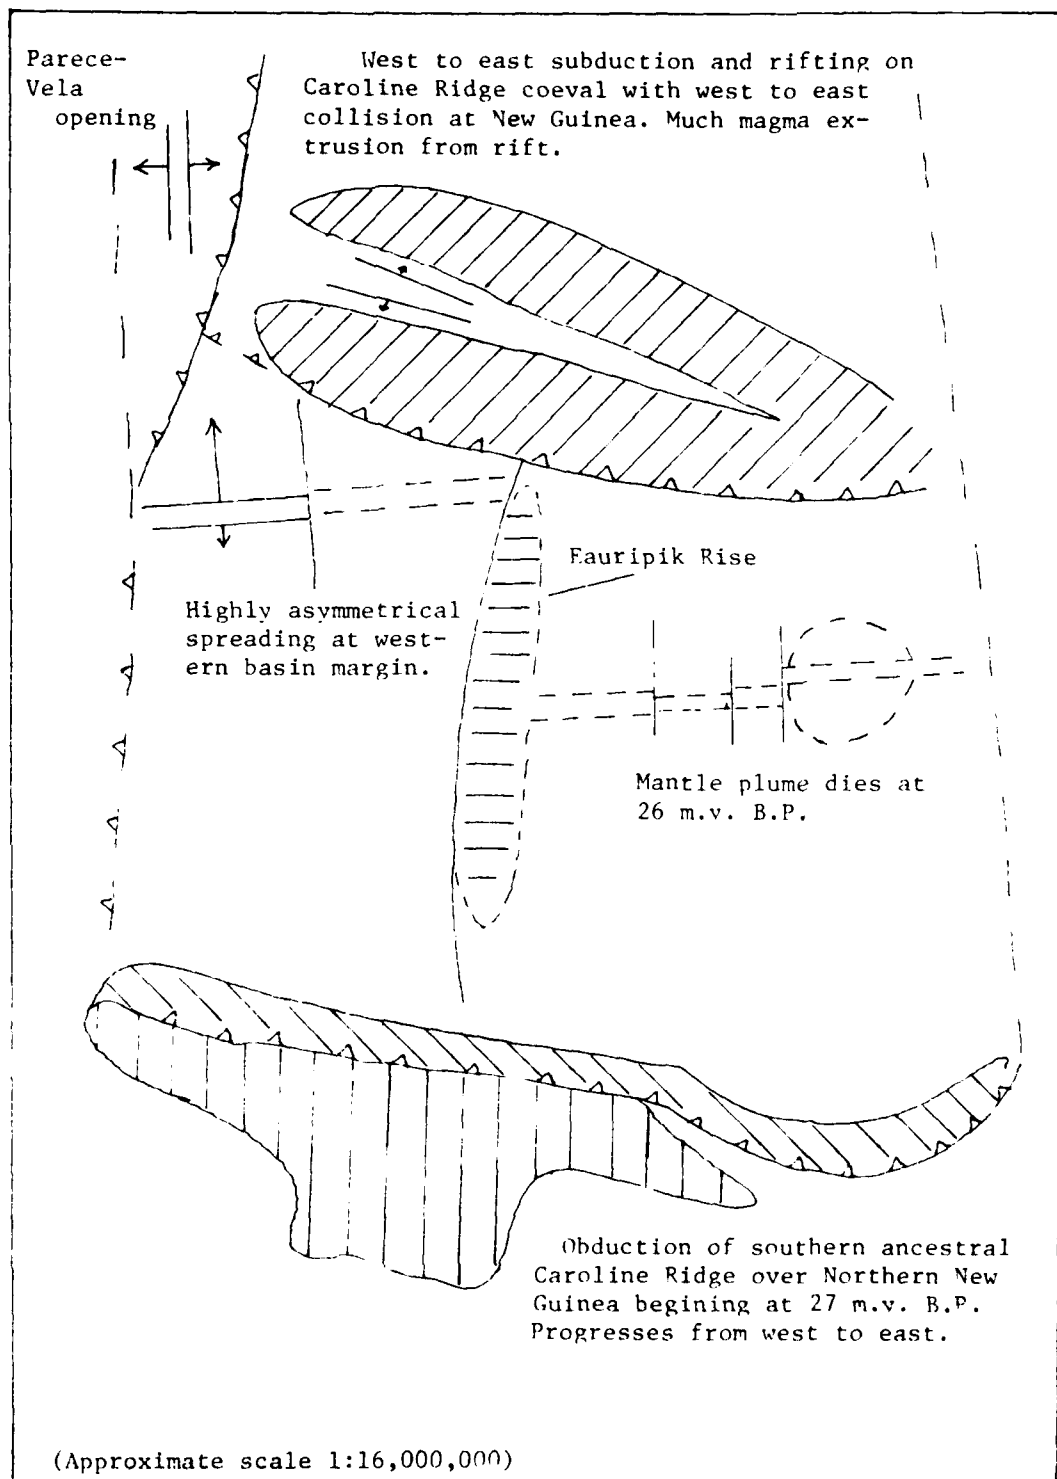 Parece-
Vela
opening
West to east subduction and rifting on
Caroline Ridge coeval with west to east
collision at New Guinea. Much magma ex-
trusion from rift.
Eauripik Rise
Highly asymmetrical
spreading at west-
ern basin margin.
Mantle plume dies at
26 m.y. B.P.
Obduction of southern ancestral
Caroline Ridge over Northern New
Guinea begining at 27 m.y. B.P.
Progresses from west to east.
(Approximate scale 1:16,000,000)